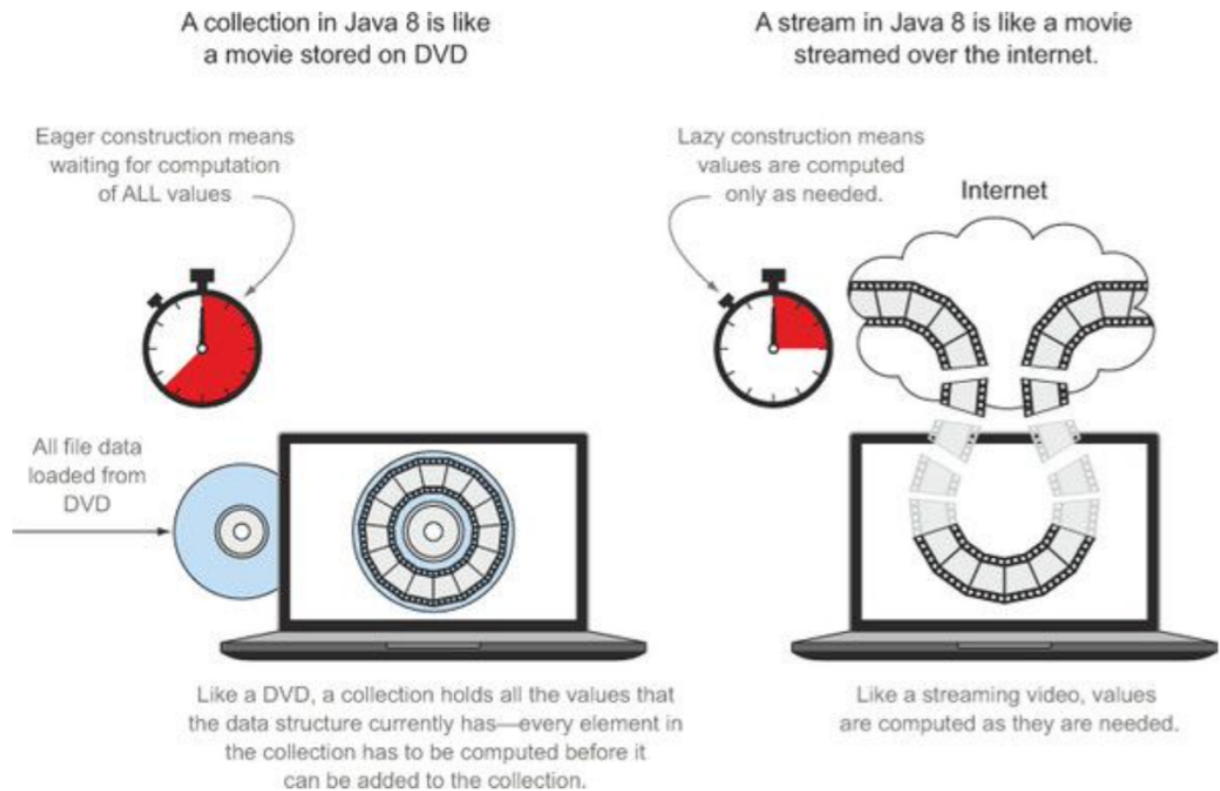 A collection in Java 8 is like
a movie stored on DVD
Eager construction means
waiting for computation
of ALL values
All file data
loaded from
DVD
Like a DVD, a collection holds all the values that
the data structure currently has—every element in
the collection has to be computed before it
can be added to the collection.
A stream in Java 8 is like a movie
streamed over the internet.
Lazy construction means
values are computed
only as needed.
Internet
Like a streaming video, values
are computed as they are needed.